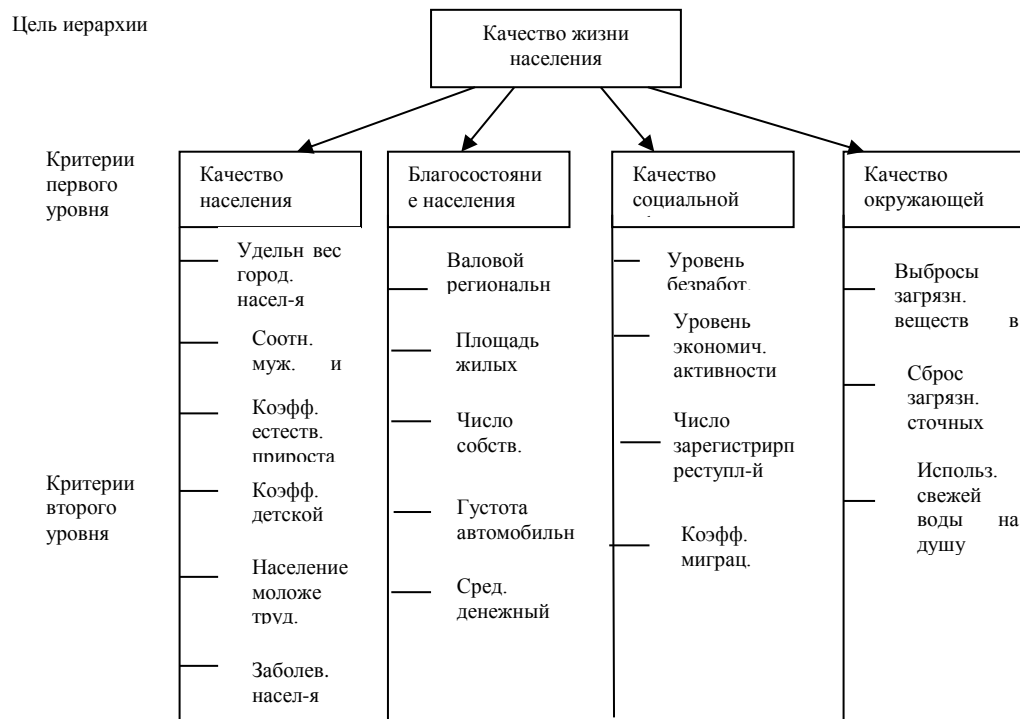 Цель иерархии
Качество жизни
населения
Критерии
первого
уровня
Качество
населения
Благосостояни
е населения
Качество
социальной
Качество
окружающей
Удельн вес
город.
насел-я
Соотн.
муж. и
Коэфф.
естеств.
прироста
Коэфф.
детской
Население
моложе
труд.
Заболев.
насел-я
Валовой
региональн
Площадь
жилых
Число
собств.
Густота
автомобильн
Сред.
денежный
Уровень
безработ.
Уровень
экономич.
активности
Число
зарегистрирп
реступл-й
Коэфф.
миграц.
Выбросы
загрязн.
веществ в
Сброс
загрязн.
сточных
Использ.
свежей
воды на
душу
Критерии
второго
уровня